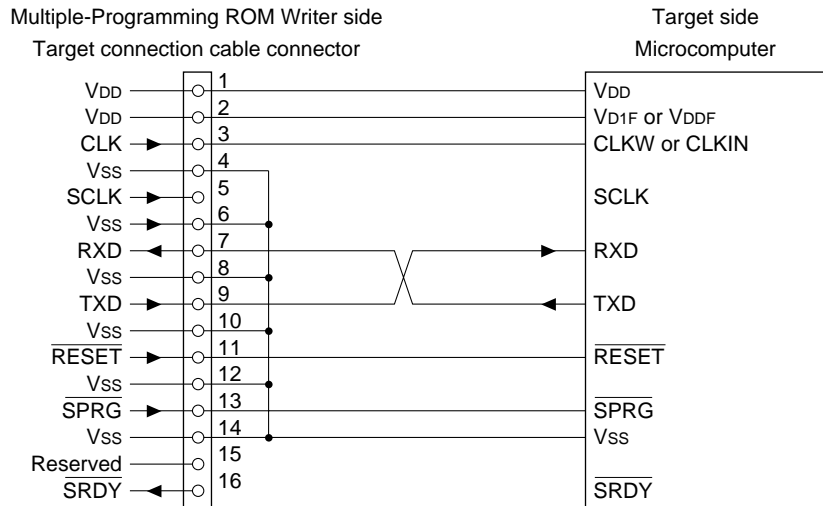 Multiple-Programming ROM Writer side
Target side
Target connection cable connector
Microcomputer
VDD 1 VDD
VDD 2 VD1F or VDDF
CLK 3 CLKW or CLKIN
VSS 4
SCLK 5 SCLK
VSS 6
RXD 7 RXD
VSS 8
TXD 9 TXD
VSS 10
RESET 11 RESET
VSS 12
SPRG 13 SPRG
VSS 14 VSS
Reserved 15
SRDY 16 SRDY